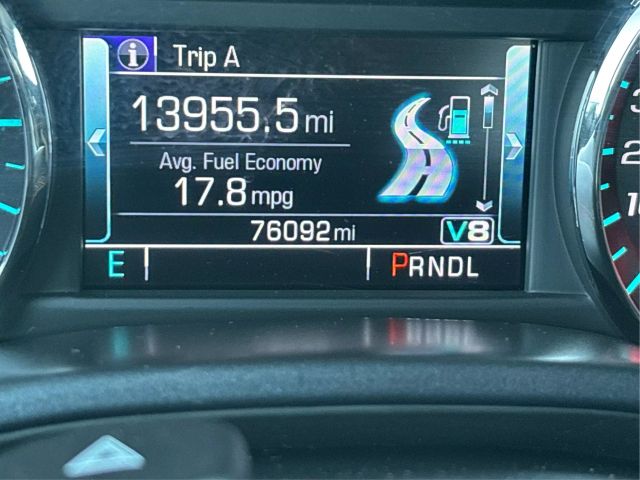 i Trip A
13955.5 mi
Avg. Fuel Economy
17.8 mpg
76092 mi V8
E PRNDL